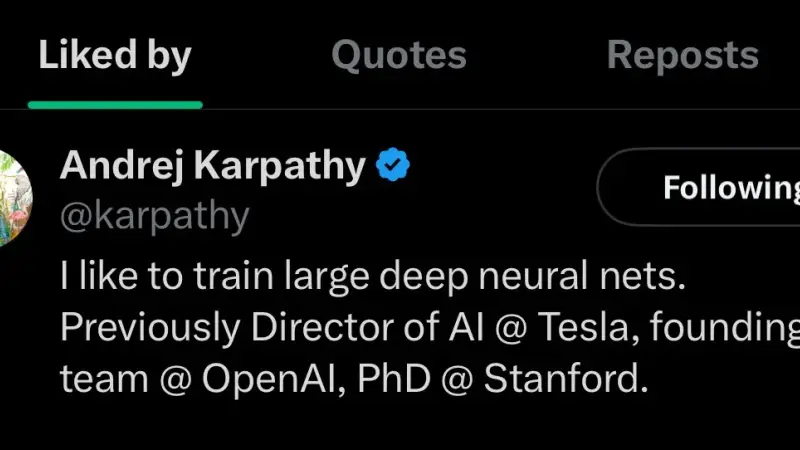 Liked by Quotes Reposts
Andrej Karpathy
Following
@karpathy
I like to train large deep neural nets.
Previously Director of AI @ Tesla, founding
team @ OpenAI, PhD @ Stanford.